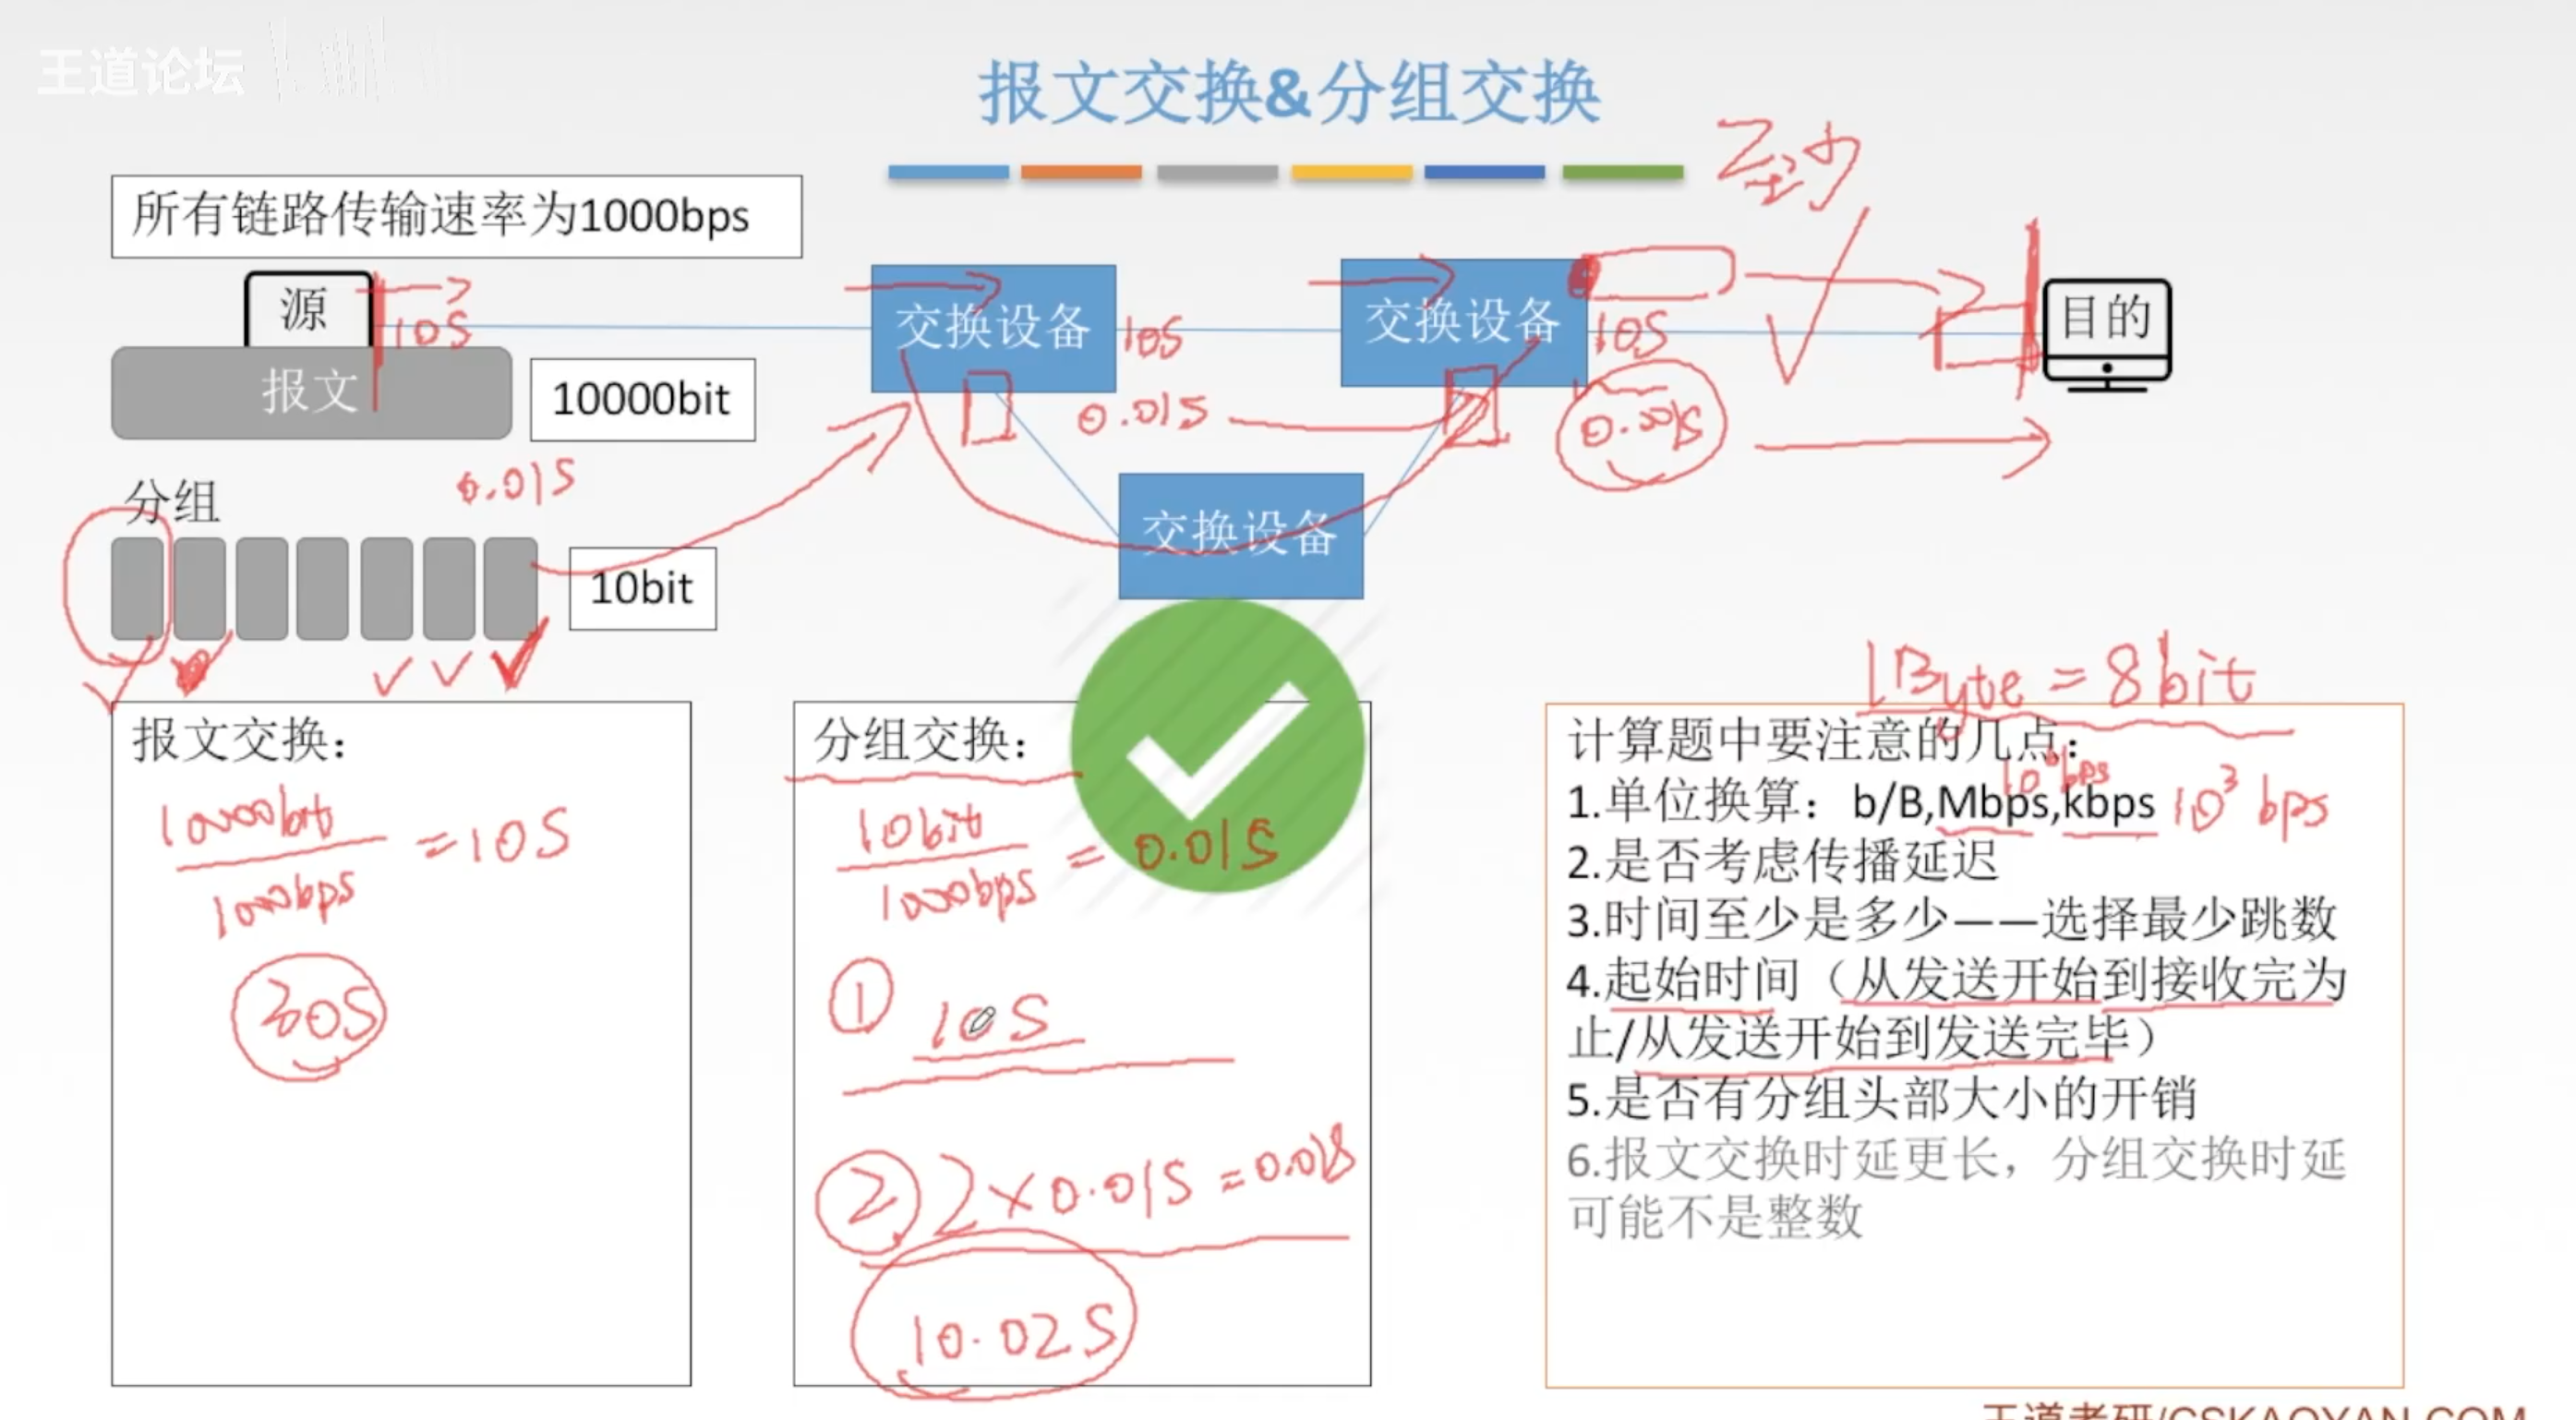 王道论坛
报文交换&分组交换
至少
所有链路传输速率为1000bps
源
10S
交换设备
10S
交换设备
10S
目的
报文
10000bit
0.01S
0.01S
分组
0.01S
10bit
交换设备
1Byte = 8bit
报文交换：
10000bit
1000bps
=10S
30S
分组交换：
10bit
1000bps
= 0.01S
① 10S
② 2×0.01S =0.02S
10.02S
计算题中要注意的几点：
10⁶bps
1.单位换算：b/B,Mbps,kbps 10³ bps
2.是否考虑传播延迟
3.时间至少是多少——选择最少跳数
4.起始时间（从发送开始到接收完为
止/从发送开始到发送完毕）
5.是否有分组头部大小的开销
6.报文交换时延更长，分组交换时延
可能不是整数
王道考研/CSKAOYAN.COM